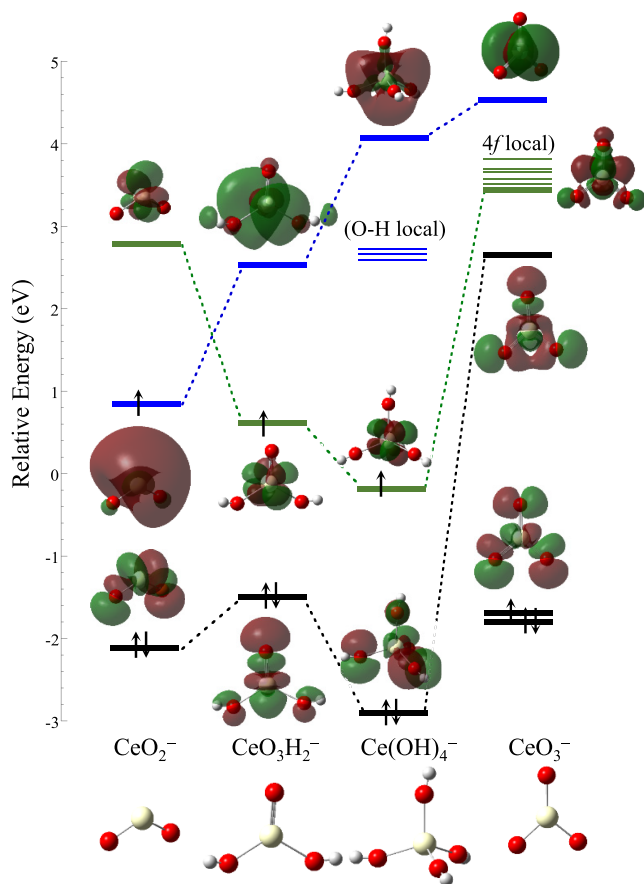 Relative Energy (eV)
5
4
3
2
1
0
-1
-2
-3
4f local)
(O-H local)
CeO₂⁻
CeO₃H₂⁻
Ce(OH)₄⁻
CeO₃⁻